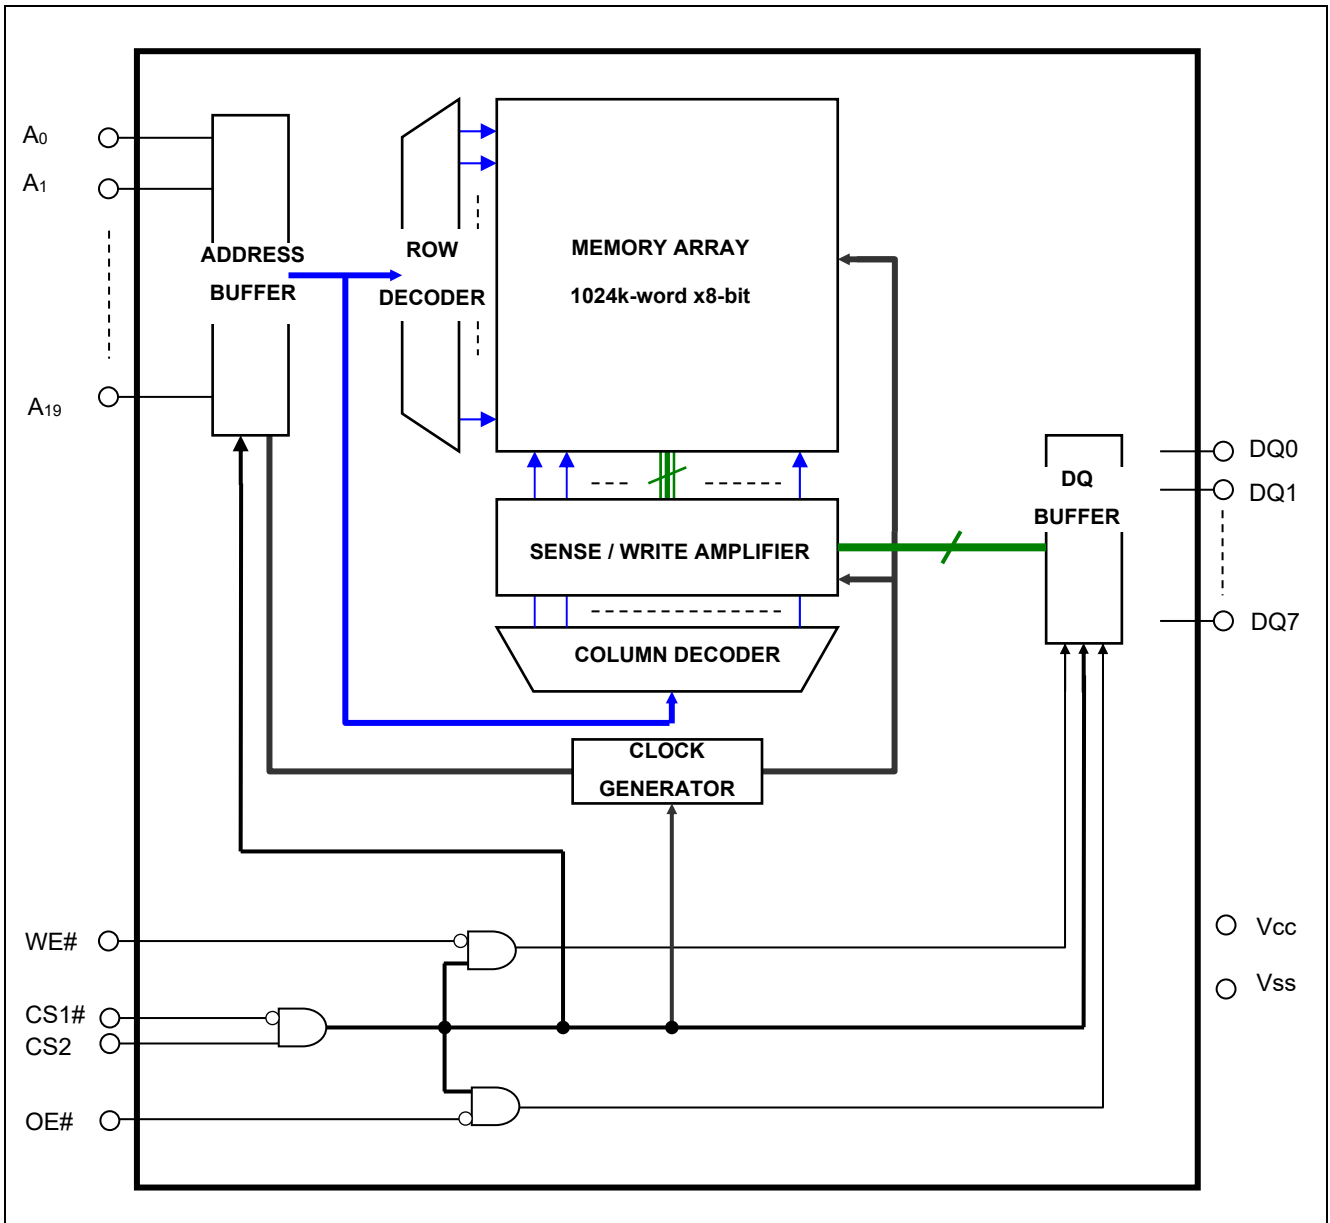 A0
A1
A19
ADDRESS
BUFFER
ROW
DECODER
MEMORY ARRAY
1024k-word x8-bit
SENSE / WRITE AMPLIFIER
COLUMN DECODER
CLOCK
GENERATOR
DQ
BUFFER
DQ0
DQ1
DQ7
WE#
CS1#
CS2
OE#
Vcc
Vss